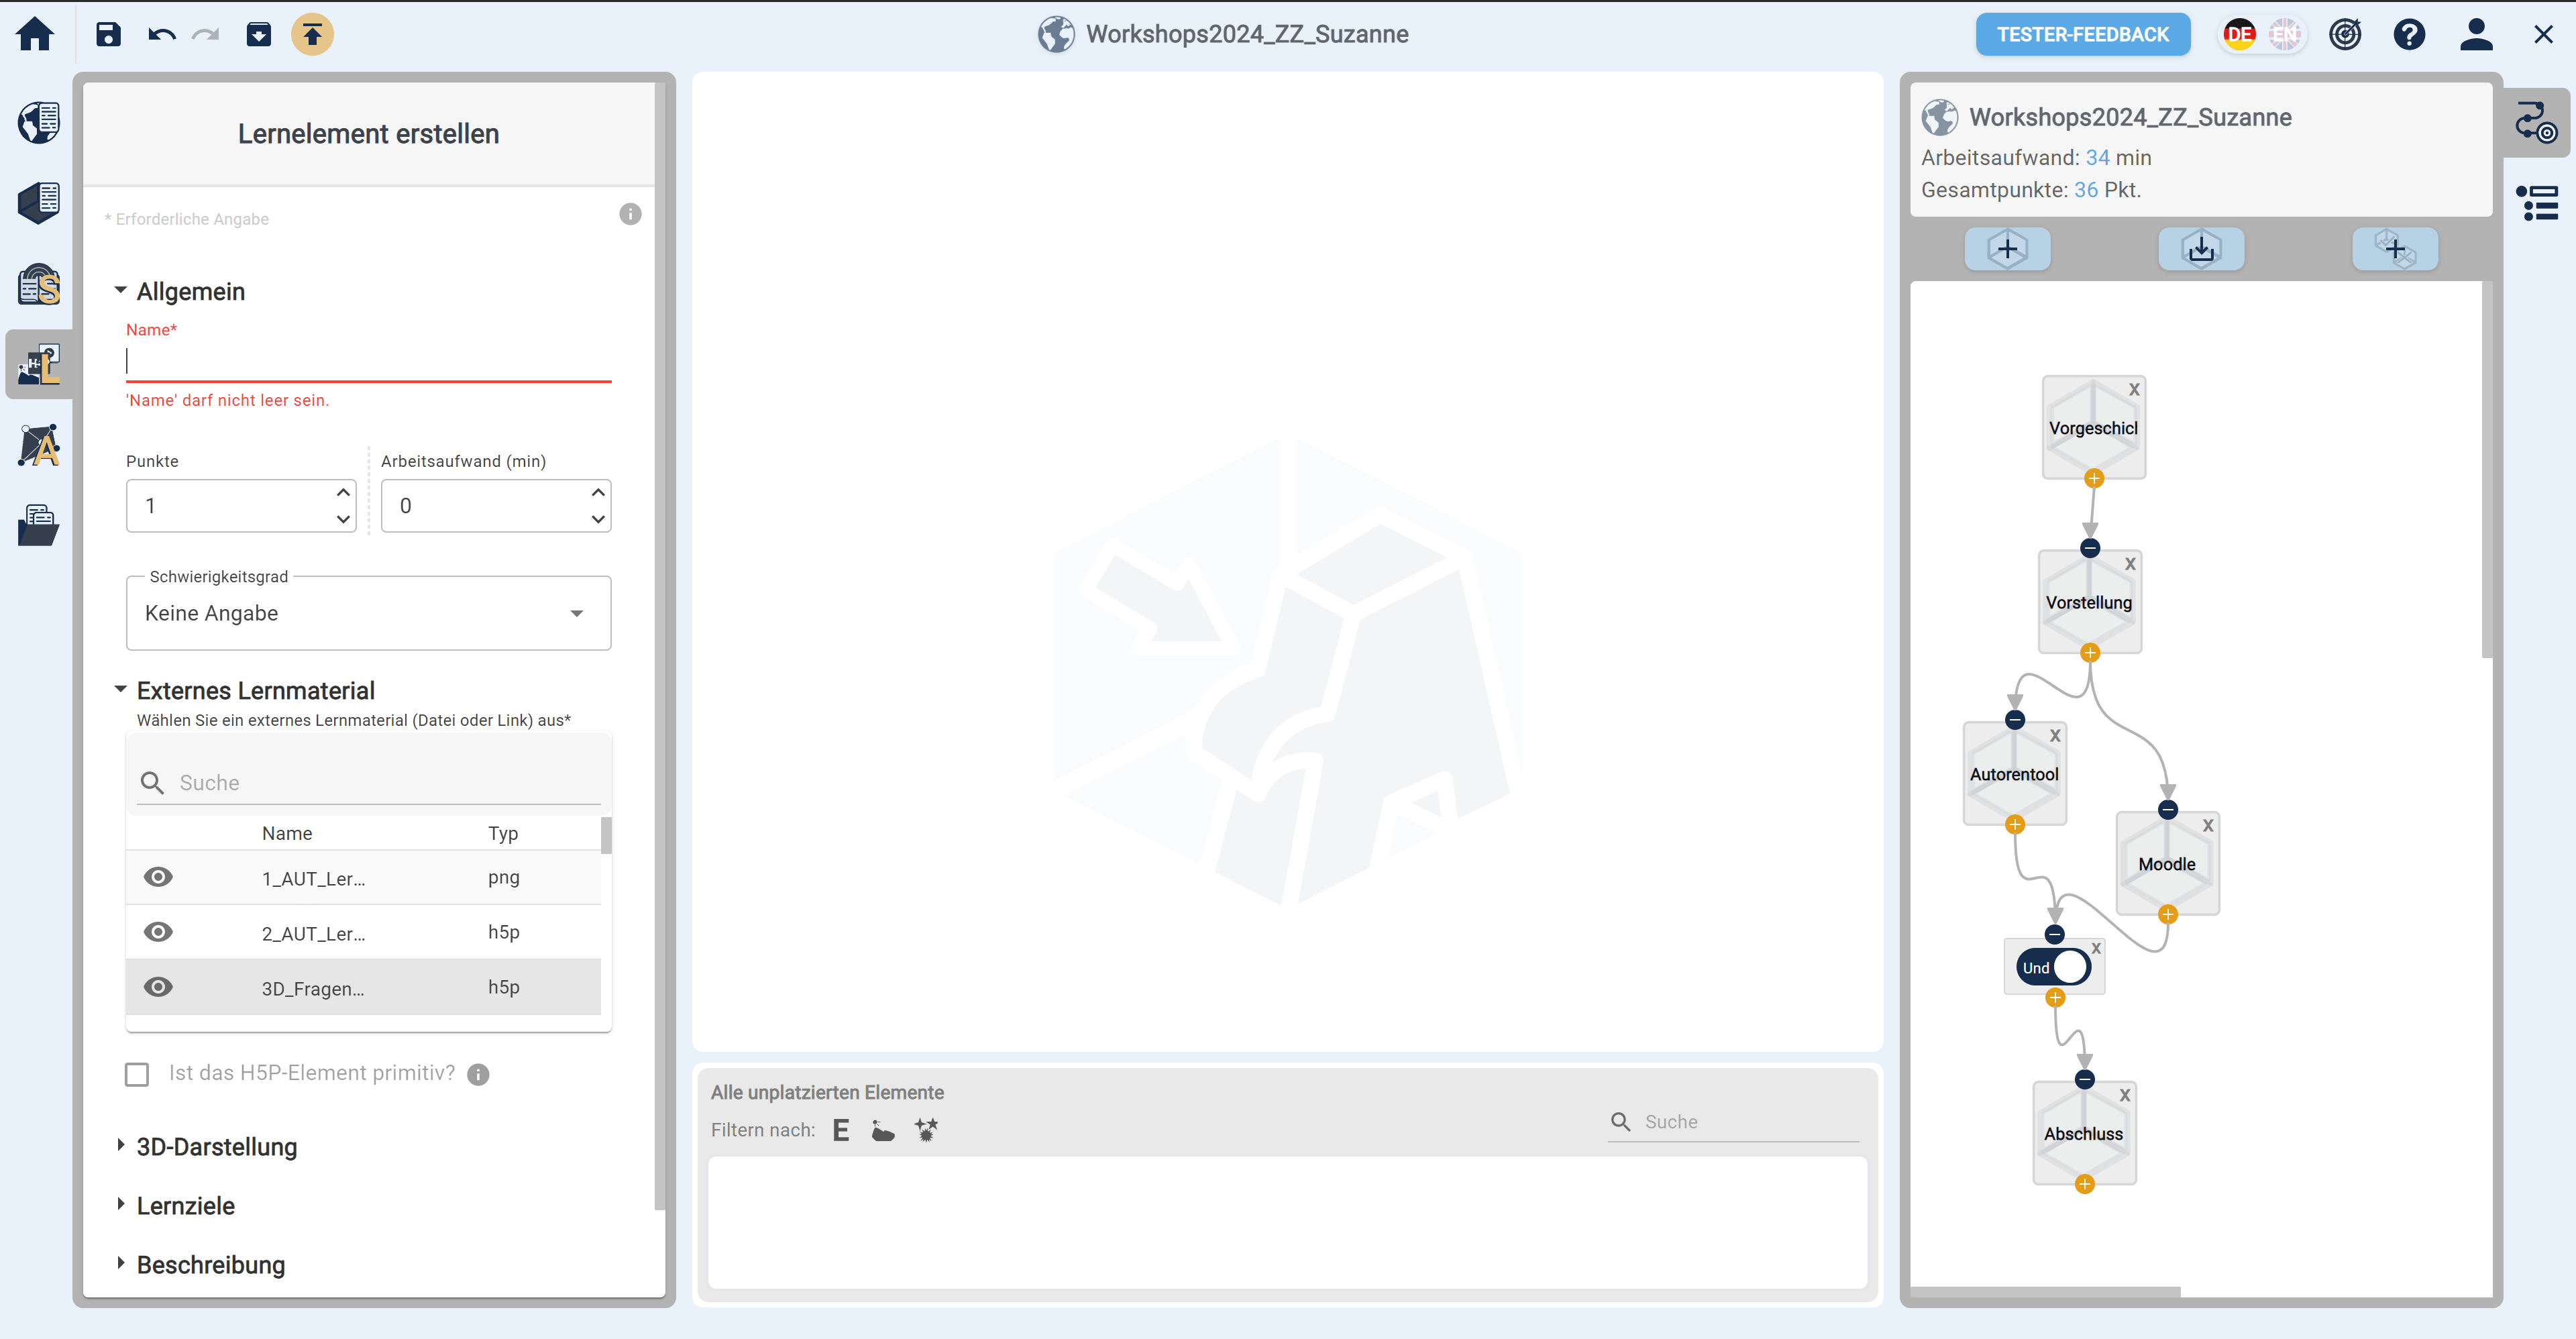 Workshops2024_ZZ_Suzanne
TESTER-FEEDBACK
DE
EN
Lernelement erstellen
* Erforderliche Angabe
Allgemein
Name*
'Name' darf nicht leer sein.
Punkte
Arbeitsaufwand (min)
1
0
Schwierigkeitsgrad
Keine Angabe
Externes Lernmaterial
Wählen Sie ein externes Lernmaterial (Datei oder Link) aus*
Suche
Name
Typ
1_AUT_Ler...
png
2_AUT_Ler...
h5p
3D_Fragen...
h5p
Ist das H5P-Element primitiv?
3D-Darstellung
Lernziele
Beschreibung
S
L
A
Alle unplatzierten Elemente
Filtern nach:
E
Suche
Workshops2024_ZZ_Suzanne
Arbeitsaufwand: 34 min
Gesamtpunkte: 36 Pkt.
X
Vorgeschicl
X
Vorstellung
X
Autorentool
X
Moodle
X
Und
X
Abschluss